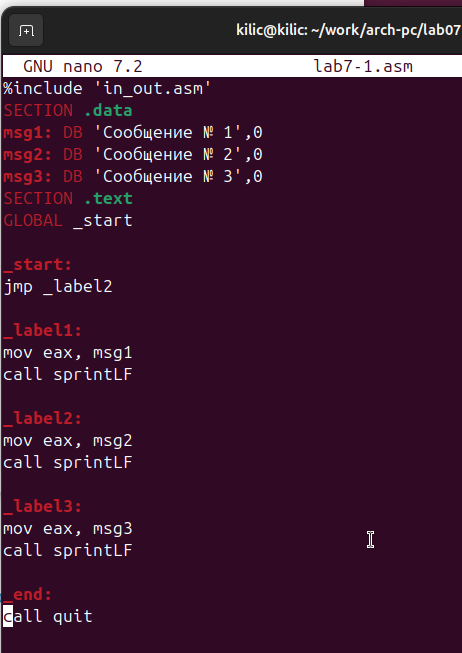 kilic@kilic: ~/work/arch-pc/lab07
GNU nano 7.2 lab7-1.asm
%include 'in_out.asm'
SECTION .data
msg1: DB 'Сообщение № 1',0
msg2: DB 'Сообщение № 2',0
msg3: DB 'Сообщение № 3',0
SECTION .text
GLOBAL _start
_start:
jmp _label2
_label1:
mov eax, msg1
call sprintLF
_label2:
mov eax, msg2
call sprintLF
_label3:
mov eax, msg3
call sprintLF
_end:
call quit